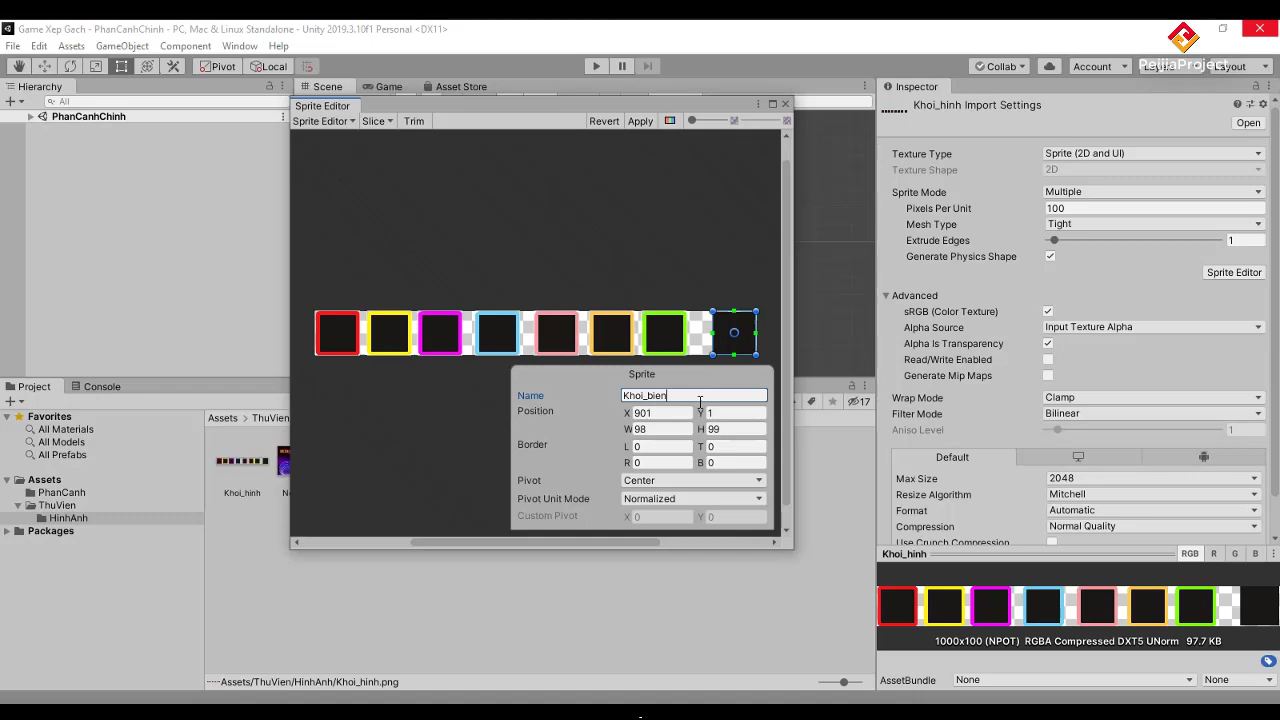 Game Xep Gach - PhanCanhChinh - PC, Mac & Linux Standalone - Unity 2019.3.10f1 Personal <DX11>
ReijiaProject
File Edit Assets GameObject Component Window Help
Pivot Local Collab Account Layout
Hierarchy Scene Game Asset Store Inspector
All
PhanCanhChinh
Sprite Editor
Sprite Editor Slice Trim Revert Apply
Khoi_hinh Import Settings
Open
Texture Type Sprite (2D and UI)
Texture Shape 2D
Sprite Mode Multiple
Pixels Per Unit 100
Mesh Type Tight
Extrude Edges 1
Generate Physics Shape
Sprite Editor
Advanced
sRGB (Color Texture)
Alpha Source Input Texture Alpha
Alpha Is Transparency
Read/Write Enabled
Generate Mip Maps
Wrap Mode Clamp
Filter Mode Bilinear
Aniso Level 1
Default
Max Size 2048
Resize Algorithm Mitchell
Format Automatic
Compression Normal Quality
Use Crunch Compression
Sprite
Name Khoi_bien
Position X 901 Y 1
W 98 H 99
Border L 0 T 0
R 0 B 0
Pivot Center
Pivot Unit Mode Normalized
Custom Pivot X 0 Y 0
Project Console
17
Favorites
All Materials
All Models
All Prefabs
Assets
PhanCanh
ThuVien
HinhAnh
Packages
Assets > ThuVien
Khoi_hinh
Assets/ThuVien/HinhAnh/Khoi_hinh.png
Khoi_hinh RGB R G B
1000x100 (NPOT) RGBA Compressed DXT5 UNorm 97.7 KB
AssetBundle None None